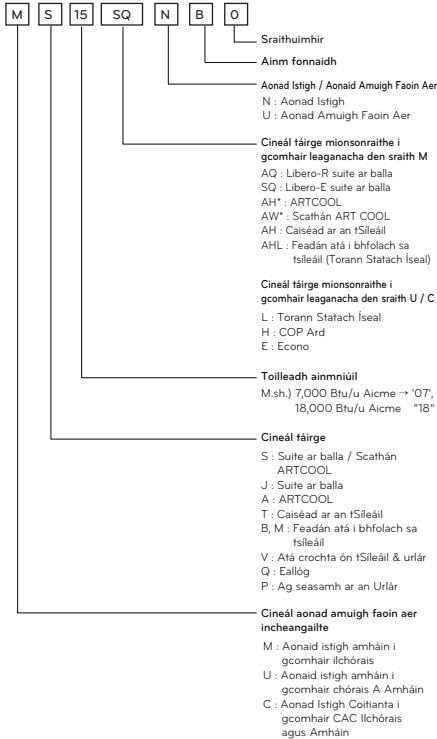 M S 15 SQ N B 0
Sraithuimhir
Ainm fonnaidh
Aonad Istigh / Aonaid Amuigh Faoin Aer
N : Aonad Istigh
U : Aonad Amuigh Faoin Aer
Cineál táirge mionsonraithe i
gcomhair leaganacha den sraith M
AQ : Libero-R suite ar balla
SQ : Libero-E suite ar balla
AH* : ARTCOOL
AW* : Scathán ART COOL
AH : Caiséad ar an tSíleáil
AHL : Feadán atá i bhfolach sa
tsíleáil (Torann Statach Íseal)
Cineál táirge mionsonraithe i
gcomhair leaganacha den sraith U / C
L : Torann Statach Íseal
H : COP Ard
E : Econo
Toilleadh ainmniúil
M.sh.) 7,000 Btu/u Aicme → '07',
18,000 Btu/u Aicme "18"
Cineál táirge
S : Suite ar balla / Scathán
ARTCOOL
J : Suite ar balla
A : ARTCOOL
T : Caiséad ar an tSíleáil
B, M : Feadán atá i bhfolach sa
tsíleáil
V : Atá crochta ón tSíleáil & urlár
Q : Eallóg
P : Ag seasamh ar an Urlár
Cineál aonad amuigh faoin aer
incheangailte
M : Aonaid istigh amháin i
gcomhair ilchórais
U : Aonaid istigh amháin i
gcomhair chórais A Amháin
C : Aonad Istigh Coitianta i
gcomhair CAC Ilchórais
agus Amháin